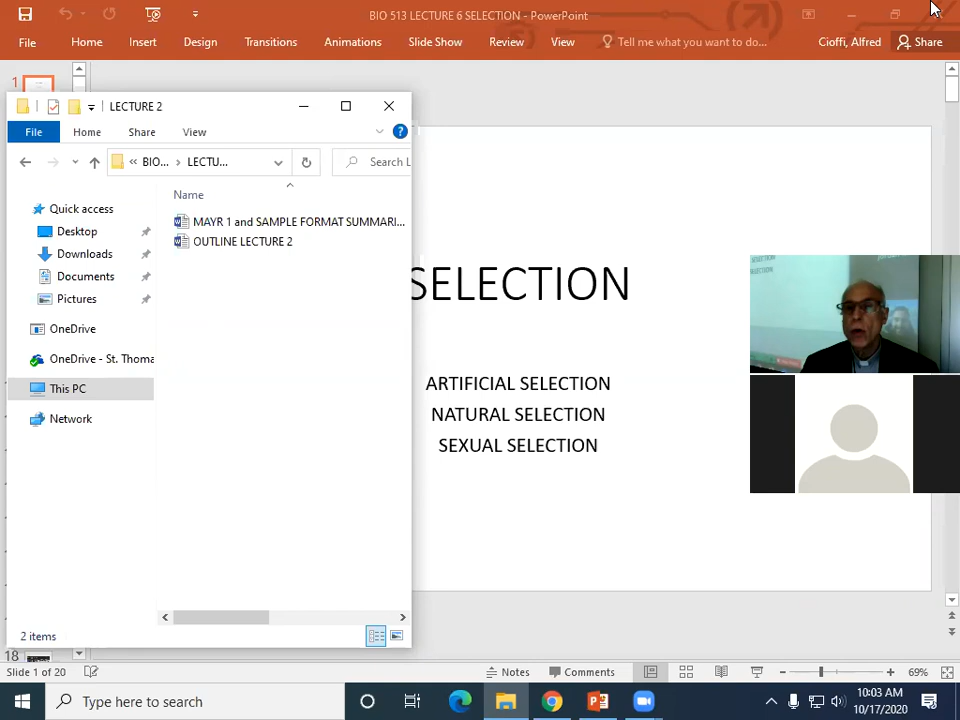 BIO 513 LECTURE 6 SELECTION - PowerPoint
File Home Insert Design Transitions Animations Slide Show Review View Tell me what you want to do... Cioffi, Alfred Share
1
LECTURE 2
File Home Share View
« BIO... › LECTU...
Search L
Name
Quick access
Desktop
Downloads
Documents
Pictures
OneDrive
OneDrive - St. Thoma
This PC
Network
MAYR 1 and SAMPLE FORMAT SUMMARI...
OUTLINE LECTURE 2
2 items
SELECTION
ARTIFICIAL SELECTION
NATURAL SELECTION
SEXUAL SELECTION
18
Slide 1 of 20 Notes Comments 69%
Type here to search
10:03 AM
10/17/2020